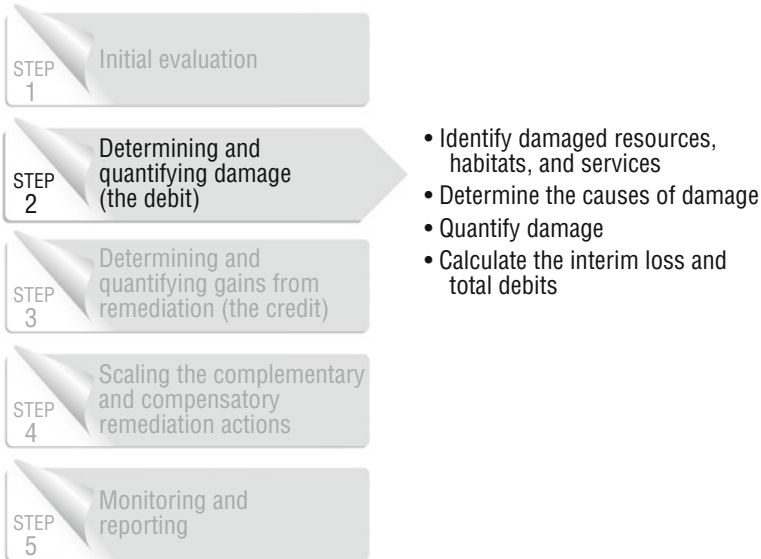 STEP
1
Initial evaluation
STEP
2
Determining and
quantifying damage
(the debit)
• Identify damaged resources,
habitats, and services
• Determine the causes of damage
• Quantify damage
• Calculate the interim loss and
total debits
STEP
3
Determining and
quantifying gains from
remediation (the credit)
STEP
4
Scaling the complementary
and compensatory
remediation actions
STEP
5
Monitoring and
reporting